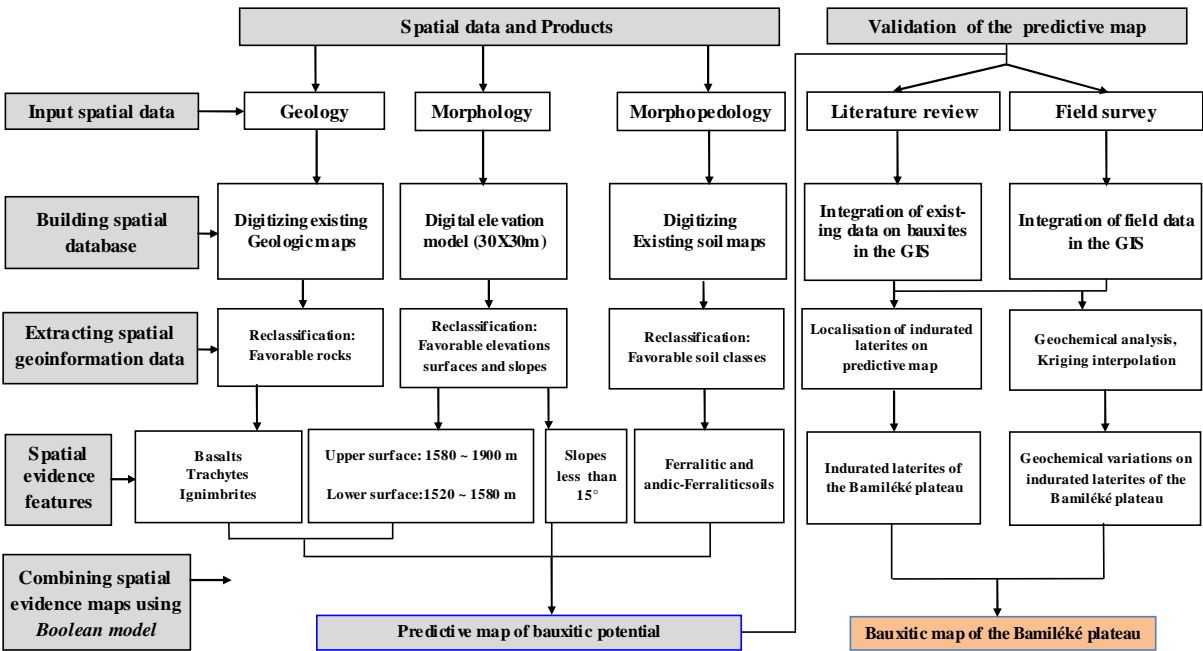 Spatial data and Products
Validation of the predictive map
Input spatial data
Geology
Morphology
Morphopedology
Literature review
Field survey
Building spatial
database
Digitizing existing
Geologic maps
Digital elevation
model (30X30m)
Digitizing
Existing soil maps
Integration of exist-
ing data on bauxites
in the GIS
Integration of field data
in the GIS
Extracting spatial
geoinformation data
Reclassification:
Favorable rocks
Reclassification:
Favorable elevations
surfaces and slopes
Reclassification:
Favorable soil classes
Localisation of indurated
laterites on
predictive map
Geochemical analysis,
Kriging interpolation
Spatial
evidence
features
Basalts
Trachytes
Ignimbrites
Upper surface: 1580 ~ 1900 m
Lower surface:1520 ~ 1580 m
Slopes
less than
15°
Ferralitic and
andic-Ferraliticsoils
Indurated laterites of
the Bamiléké plateau
Geochemical variations on
indurated laterites of the
Bamiléké plateau
Combining spatial
evidence maps using
Boolean model
Predictive map of bauxitic potential
Bauxitic map of the Bamiléké plateau